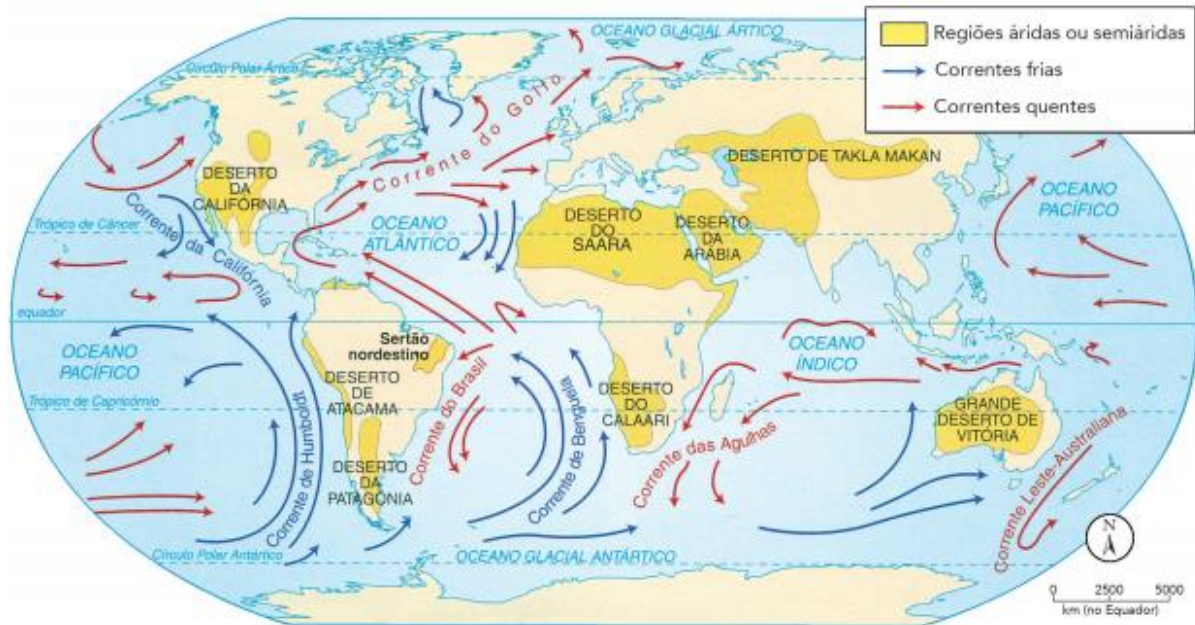 OCEANO GLACIAL ÁRTICO
Regiões áridas ou semiáridas
Correntes frias
Correntes quentes
Círculo Polar Ártico
Corrente do Golfo
DESERTO
DA
CALIFÓRNIA
DESERTO DE TAKLA MAKAN
Trópico de Câncer
Corrente da Califórnia
OCEANO
ATLÂNTICO
DESERTO
DO
SAARA
DESERTO
DA
ARÁBIA
OCEANO
PACÍFICO
equador
OCEANO
PACÍFICO
Sertão
nordestino
OCEANO
ÍNDICO
DESERTO
DE
ATACAMA
Trópico de Capricórnio
Corrente de Humboldt
Corrente do Brasil
Corrente de Benguela
DESERTO
DO
CALAARI
Corrente das Agulhas
GRANDE
DESERTO DE
VITÓRIA
Corrente Leste-Australiana
DESERTO
DA
PATAGÔNIA
Círculo Polar Antártico
OCEANO GLACIAL ANTÁRTICO
N
0 2500 5000
km (no Equador)